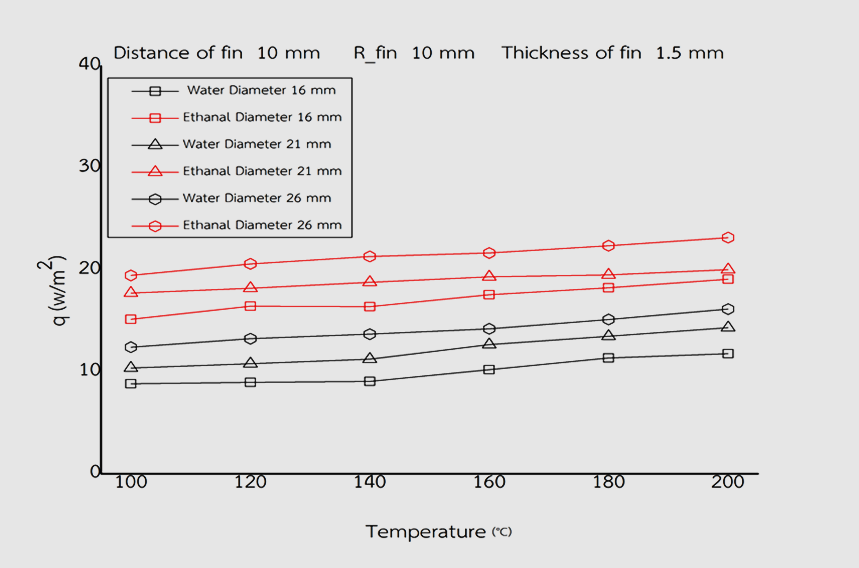 Distance of fin 10 mm R_fin 10 mm Thickness of fin 1.5 mm
40
30
20
10
0
q (w/m²)
Water Diameter 16 mm
Ethanal Diameter 16 mm
Water Diameter 21 mm
Ethanal Diameter 21 mm
Water Diameter 26 mm
Ethanal Diameter 26 mm
100 120 140 160 180 200
Temperature (°C)